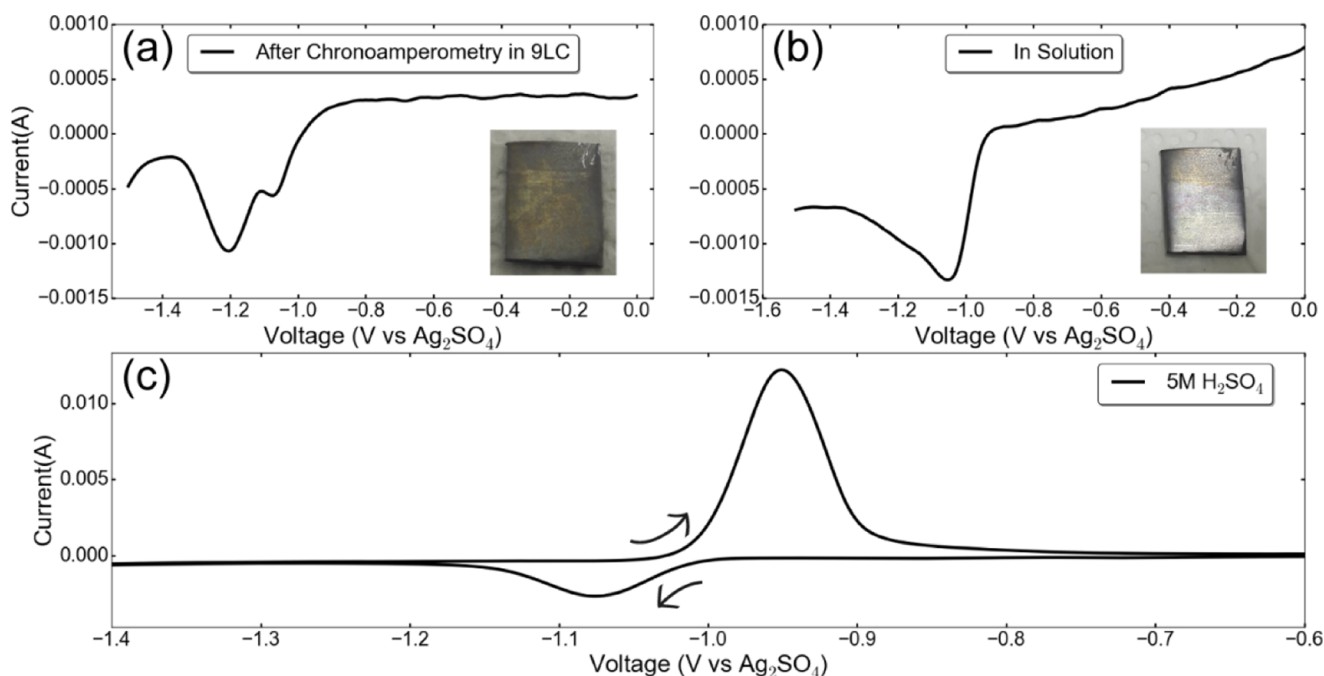 (a)
After Chronoamperometry in 9LC
Current(A)
0.0010
0.0005
0.0000
−0.0005
−0.0010
−0.0015
−1.4 −1.2 −1.0 −0.8 −0.6 −0.4 −0.2 0.0
Voltage (V vs Ag₂SO₄)
(b)
In Solution
0.0010
0.0005
0.0000
−0.0005
−0.0010
−0.0015
−1.6 −1.4 −1.2 −1.0 −0.8 −0.6 −0.4 −0.2 0.0
Voltage (V vs Ag₂SO₄)
(c)
5M H₂SO₄
Current(A)
0.010
0.005
0.000
−1.4 −1.3 −1.2 −1.1 −1.0 −0.9 −0.8 −0.7 −0.6
Voltage (V vs Ag₂SO₄)